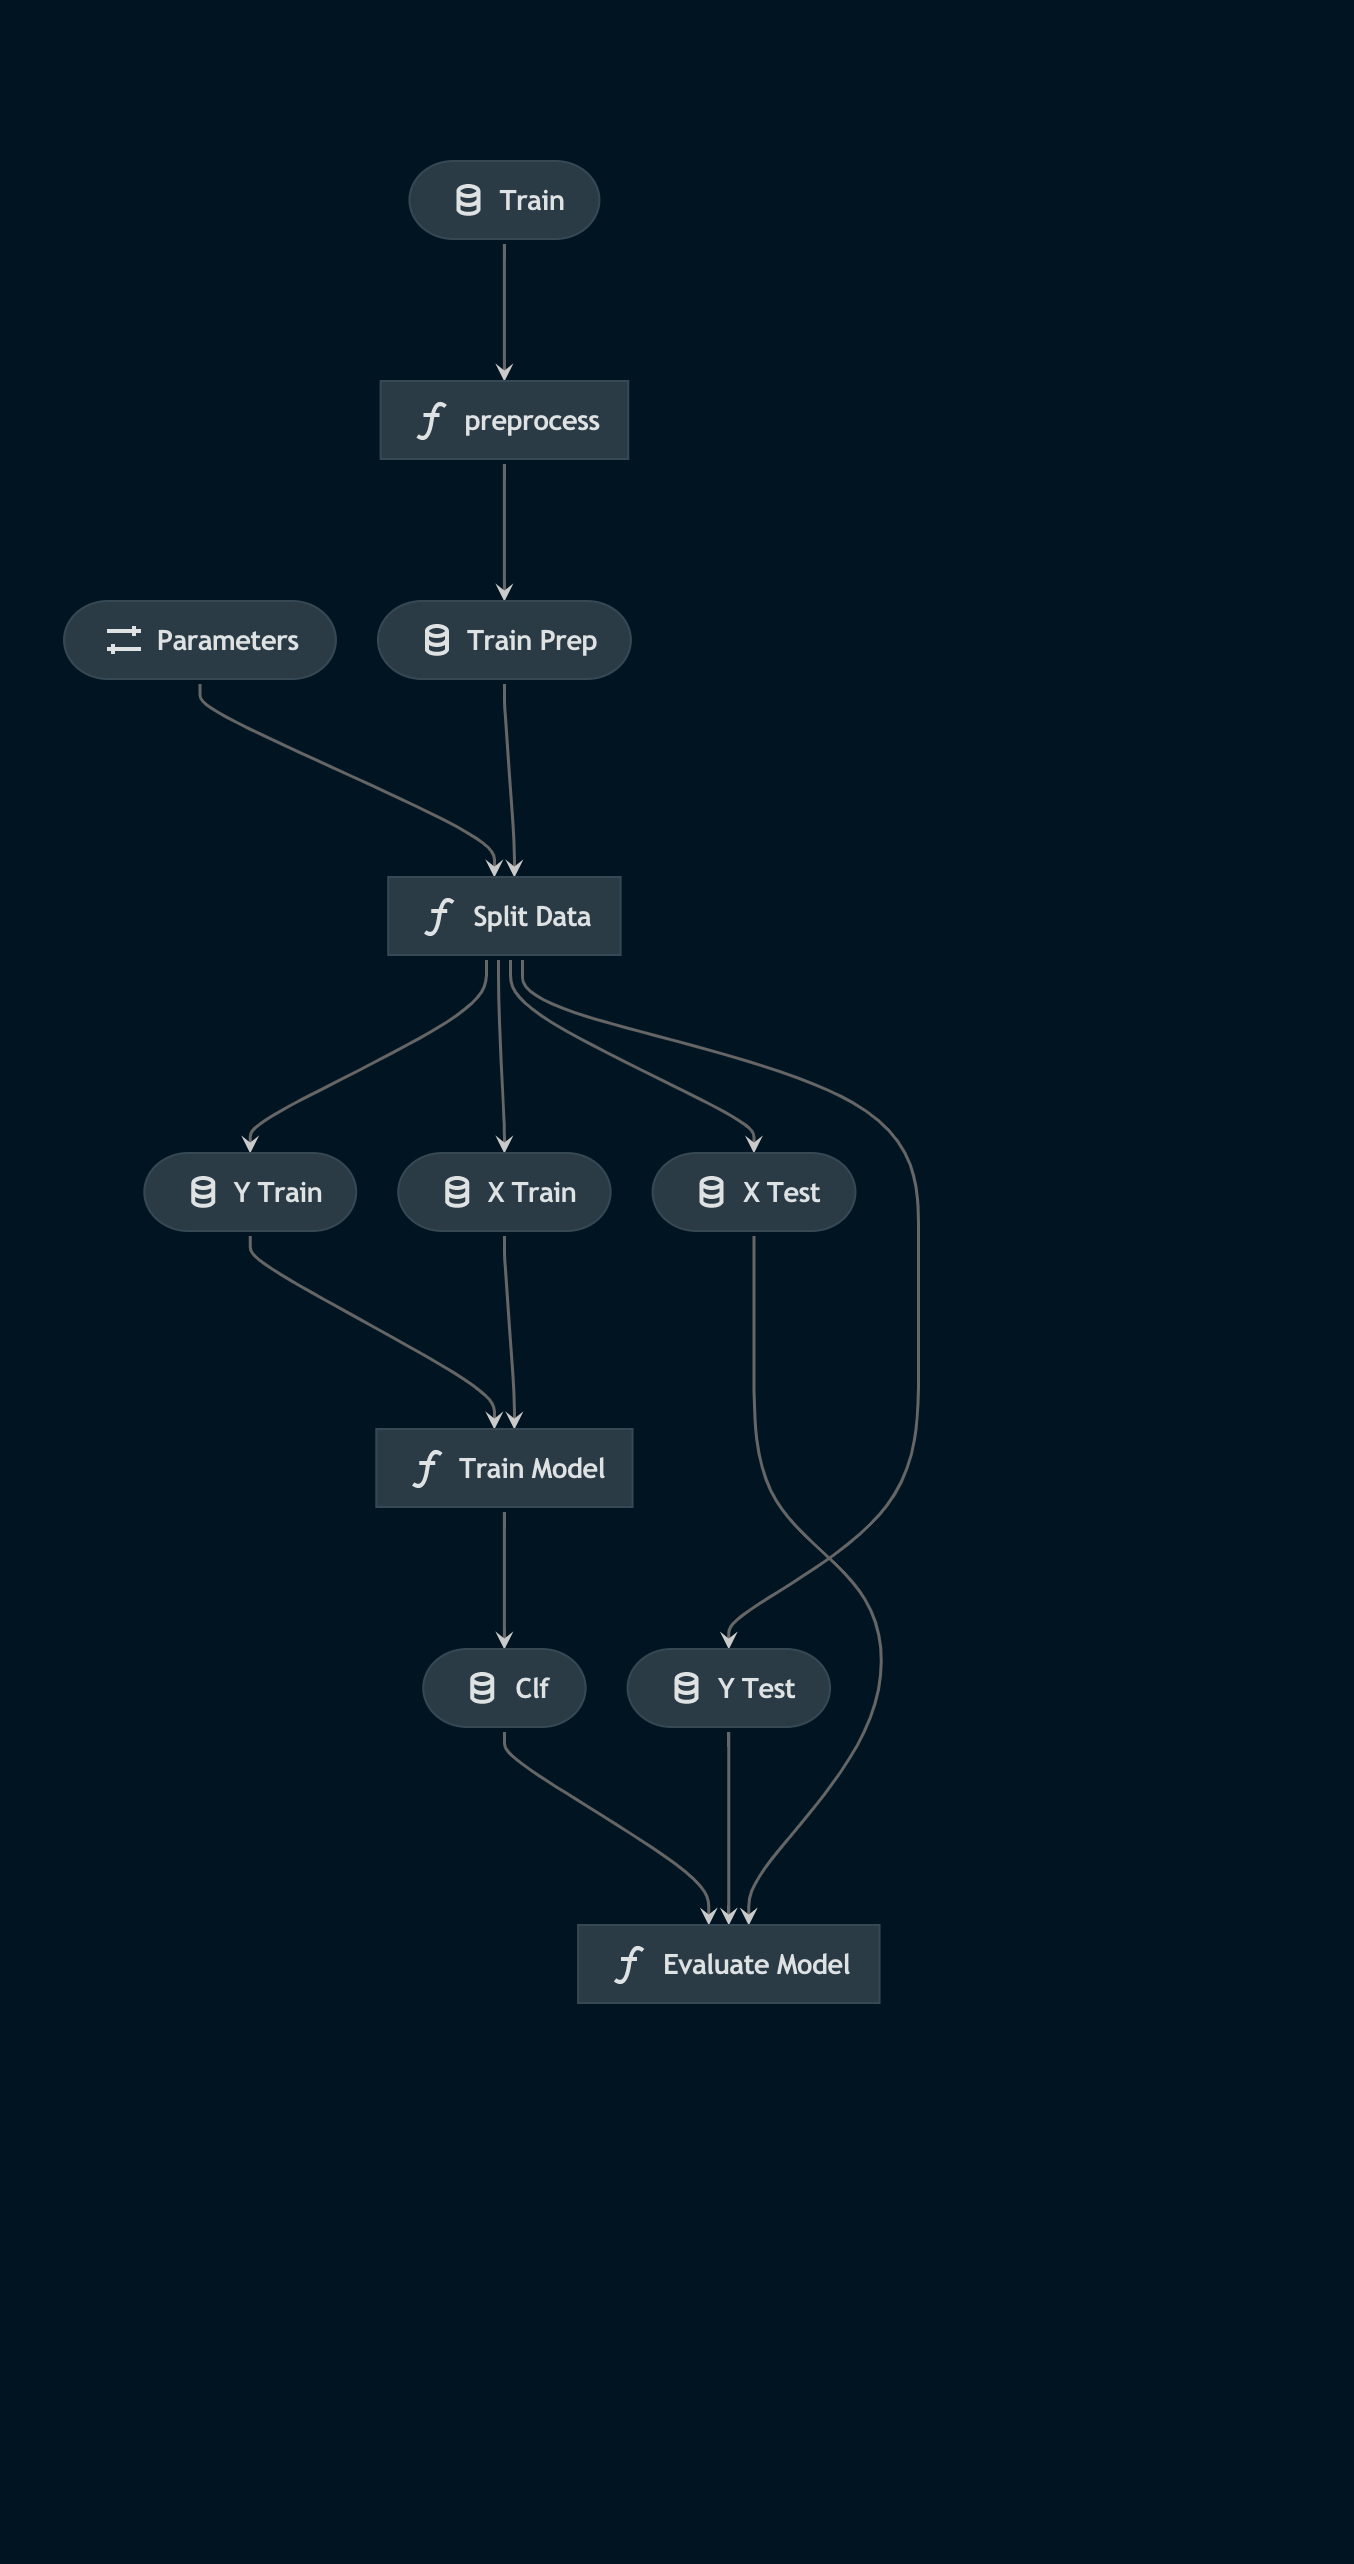 Train
preprocess
Parameters
Train Prep
Split Data
Y Train
X Train
X Test
Train Model
Clf
Y Test
Evaluate Model